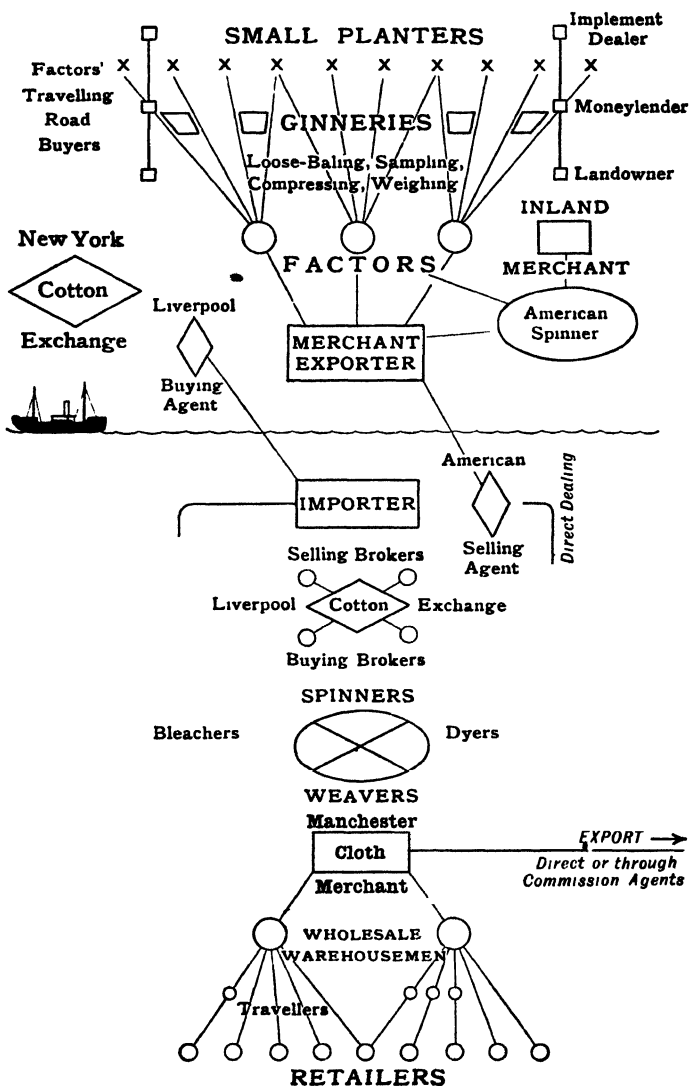 SMALL PLANTERS
Implement
Dealer
x x x x x x x x x x
Factors'
Travelling
Road
Buyers
Moneylender
GINNERIES
Loose-Baling, Sampling,
Compressing, Weighing
Landowner
INLAND
MERCHANT
FACTORS
New York
Cotton
Exchange
American
Spinner
Liverpool
Buying
Agent
MERCHANT
EXPORTER
American
Selling
Agent
Direct Dealing
IMPORTER
Selling Brokers
Liverpool Cotton Exchange
Buying Brokers
SPINNERS
Bleachers
Dyers
WEAVERS
Manchester
Cloth
Merchant
EXPORT
Direct or through
Commission Agents
WHOLESALE
WAREHOUSEMEN
Travellers
RETAILERS